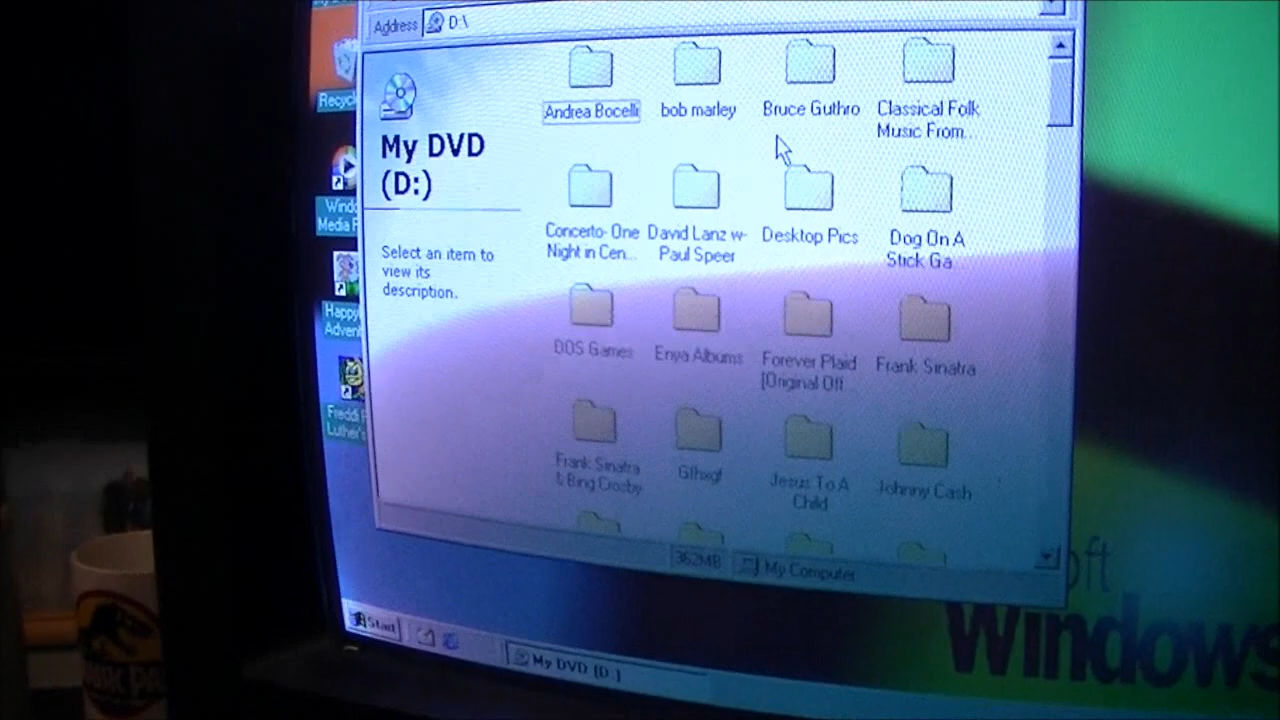 Address D:\
Andrea Bocelli
bob marley
Bruce Guthro
Classical Folk
Music From...
Recyc
My DVD
(D:)
Windo
Media P
Concerto- One
Night in Cen...
David Lanz w-
Paul Speer
Desktop Pics
Dog On A
Stick Ga
Select an item to
view its
description.
Happy
Advent
DOS Games
Enya Albums
Forever Plaid
[Original Off
Frank Sinatra
Freddi F
Luther's
Frank Sinatra
& Bing Crosby
Jesus To A
Child
Johnny Cash
362MB
My Computer
oft
Windows
Start
My DVD (D:)